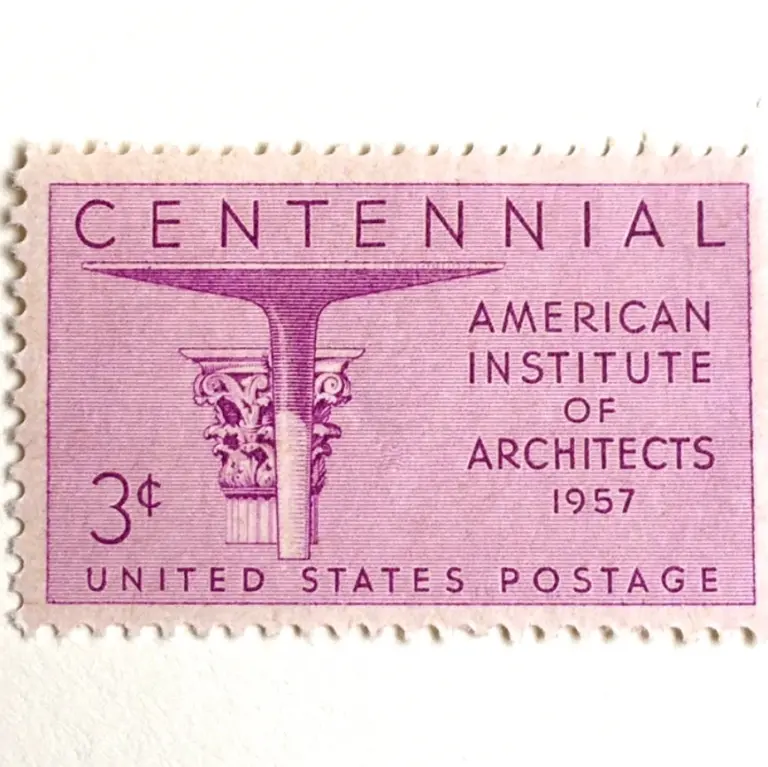 CENTENNIAL
AMERICAN
INSTITUTE
OF
ARCHITECTS
1957
3¢
UNITED STATES POSTAGE